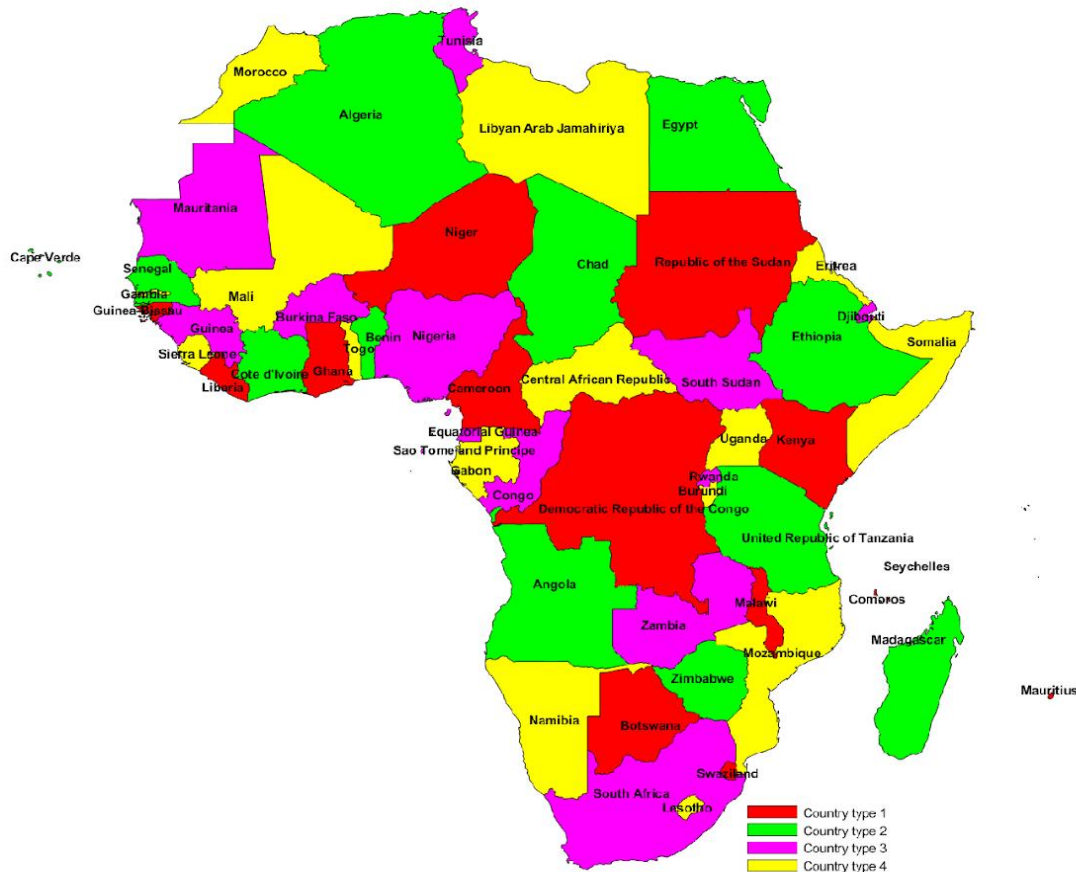 Tunisia
Morocco
Algeria
Libyan Arab Jamahiriya
Egypt
Mauritania
Niger
Cape Verde
Chad
Republic of the Sudan
Senegal
Eritrea
Gambia
Mali
Guinea-Bissau
Burkina Faso
Djibouti
Guinea
Nigeria
Benin
Ethiopia
Somalia
Togo
Sierra Leone
Cote d'Ivoire
Ghana
Liberia
Cameroon
Central African Republic
South Sudan
Equatorial Guinea
Uganda
Kenya
Sao Tome and Principe
Gabon
Rwanda
Burundi
Congo
Democratic Republic of the Congo
United Republic of Tanzania
Seychelles
Angola
Malawi
Comoros
Zambia
Madagascar
Mozambique
Zimbabwe
Mauritius
Namibia
Botswana
Swaziland
South Africa
Lesotho
Country type 1
Country type 2
Country type 3
Country type 4